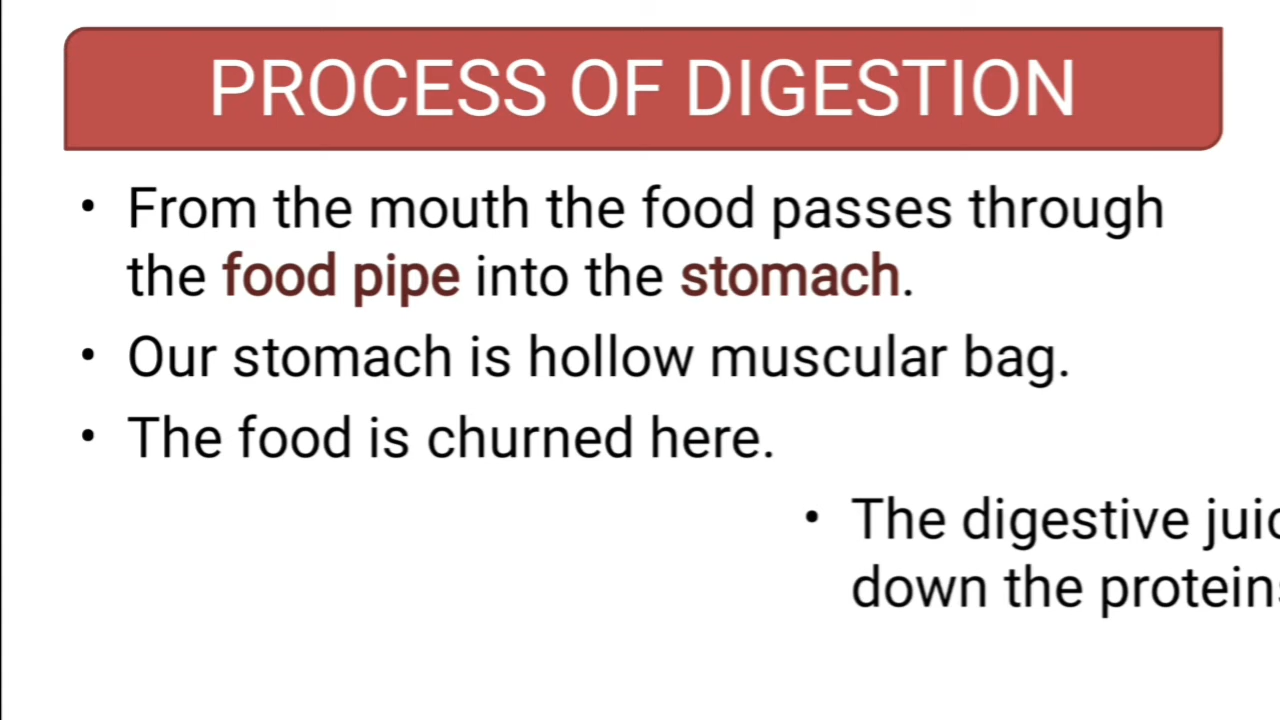 PROCESS OF DIGESTION
• From the mouth the food passes through
the food pipe into the stomach.
• Our stomach is hollow muscular bag.
• The food is churned here.
• The digestive
down the